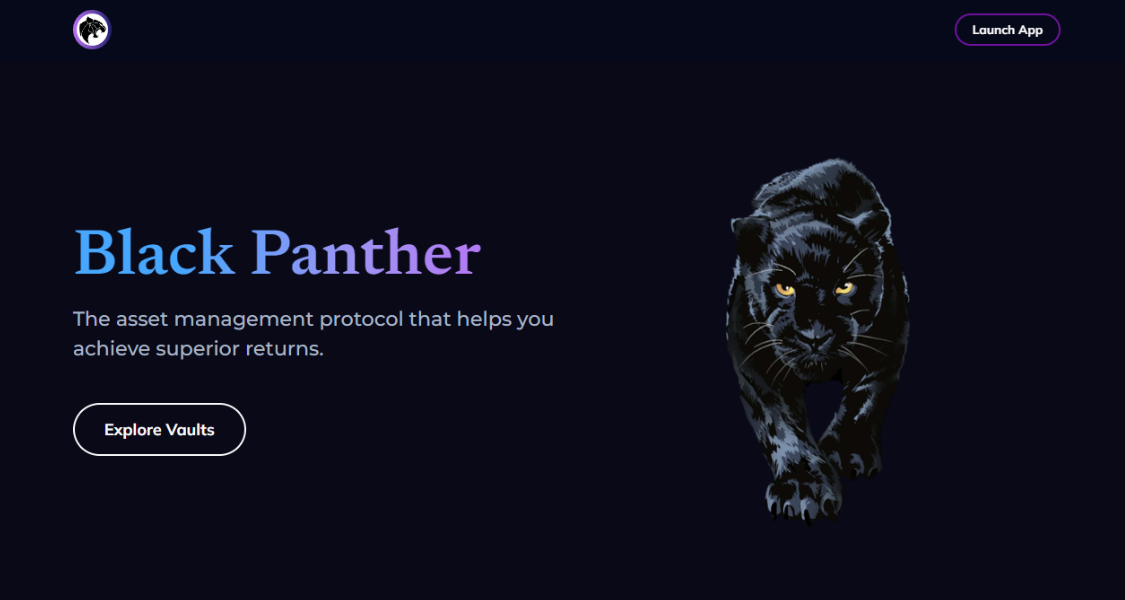 Launch App
Black Panther
The asset management protocol that helps you
achieve superior returns.
Explore Vaults